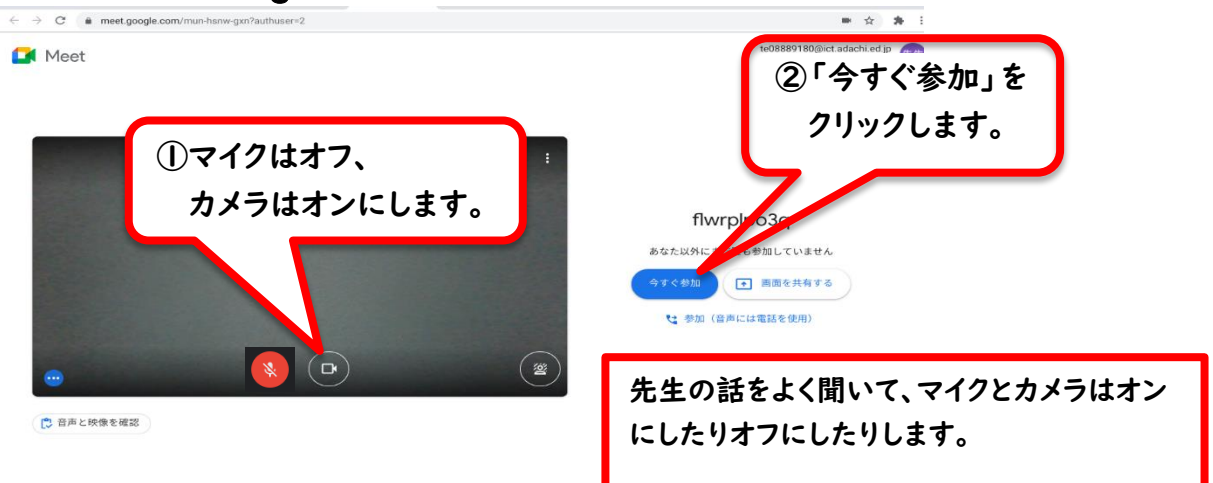 g
meet.google.com/mun-hsnw-gxn?authuser=2
Meet
te08889180@ict.adachi.ed.jp
②「今すぐ参加」を
クリックします。
①マイクはオフ、
カメラはオンにします。
あなた以外に
参加していません
今すぐ参加
画面を共有する
参加（音声には電話を使用）
音声と映像を確認
先生の話をよく聞いて、マイクとカメラはオン
にしたりオフにしたりします。